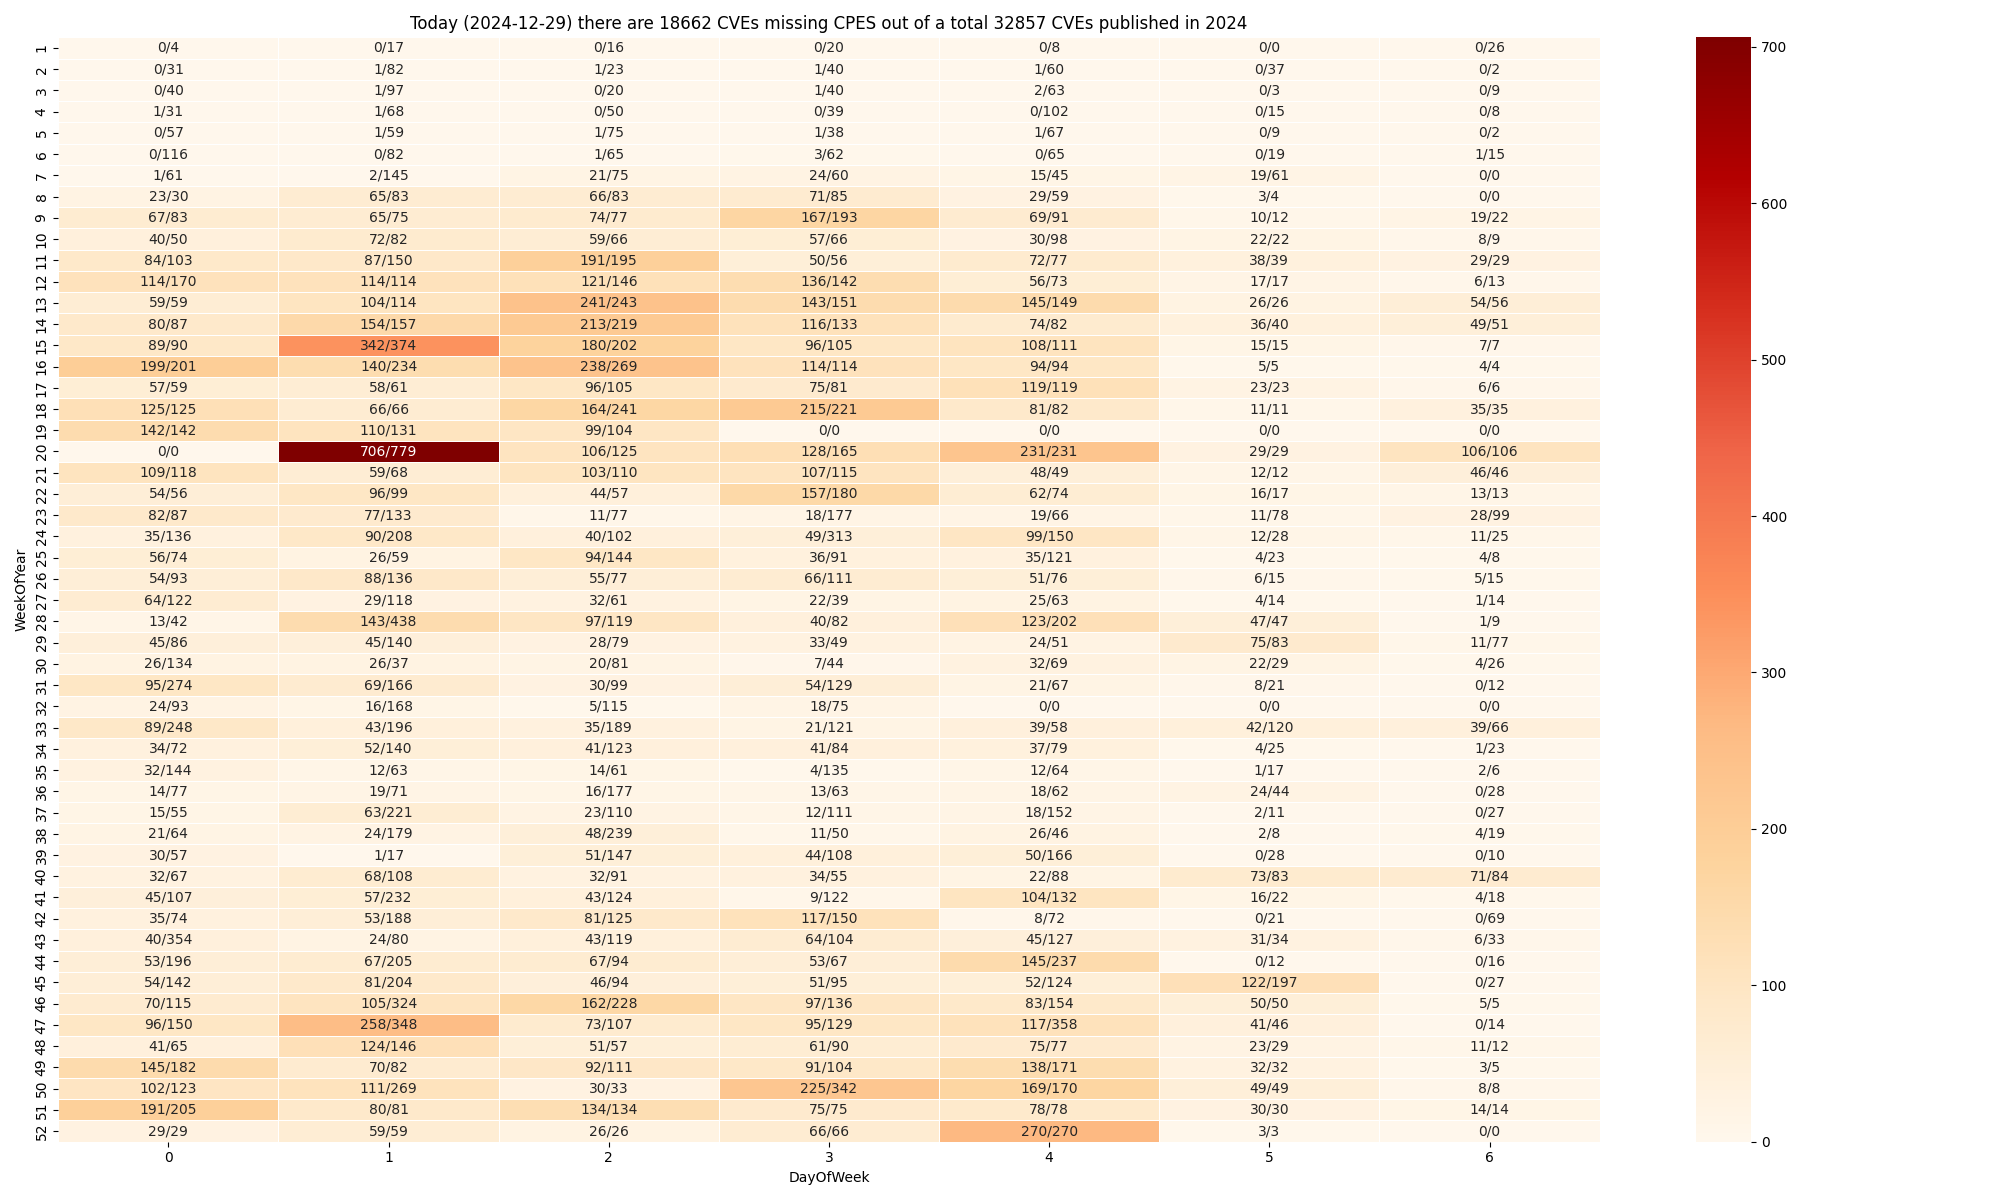 Today (2024-12-29) there are 18662 CVEs missing CPES out of a total 32857 CVEs published in 2024
1 0/4 0/17 0/16 0/20 0/8 0/0 0/26
2 0/31 1/82 1/23 1/40 1/60 0/37 0/2
3 0/40 1/97 0/20 1/40 2/63 0/3 0/9
4 1/31 1/68 0/50 0/39 0/102 0/15 0/8
5 0/57 1/59 1/75 1/38 1/67 0/9 0/2
6 0/116 0/82 1/65 3/62 0/65 0/19 1/15
7 1/61 2/145 21/75 24/60 15/45 19/61 0/0
8 23/30 65/83 66/83 71/85 29/59 3/4 0/0
9 67/83 65/75 74/77 167/193 69/91 10/12 19/22
10 40/50 72/82 59/66 57/66 30/98 22/22 8/9
11 84/103 87/150 191/195 50/56 72/77 38/39 29/29
12 114/170 114/114 121/146 136/142 56/73 17/17 6/13
13 59/59 104/114 241/243 143/151 145/149 26/26 54/56
14 80/87 154/157 213/219 116/133 74/82 36/40 49/51
15 89/90 342/374 180/202 96/105 108/111 15/15 7/7
16 199/201 140/234 238/269 114/114 94/94 5/5 4/4
17 57/59 58/61 96/105 75/81 119/119 23/23 6/6
18 125/125 66/66 164/241 215/221 81/82 11/11 35/35
19 142/142 110/131 99/104 0/0 0/0 0/0 0/0
20 0/0 706/779 106/125 128/165 231/231 29/29 106/106
21 109/118 59/68 103/110 107/115 48/49 12/12 46/46
22 54/56 96/99 44/57 157/180 62/74 16/17 13/13
23 82/87 77/133 11/77 18/177 19/66 11/78 28/99
24 35/136 90/208 40/102 49/313 99/150 12/28 11/25
25 56/74 26/59 94/144 36/91 35/121 4/23 4/8
26 54/93 88/136 55/77 66/111 51/76 6/15 5/15
27 64/122 29/118 32/61 22/39 25/63 4/14 1/14
28 13/42 143/438 97/119 40/82 123/202 47/47 1/9
29 45/86 45/140 28/79 33/49 24/51 75/83 11/77
30 26/134 26/37 20/81 7/44 32/69 22/29 4/26
31 95/274 69/166 30/99 54/129 21/67 8/21 0/12
32 24/93 16/168 5/115 18/75 0/0 0/0 0/0
33 89/248 43/196 35/189 21/121 39/58 42/120 39/66
34 34/72 52/140 41/123 41/84 37/79 4/25 1/23
35 32/144 12/63 14/61 4/135 12/64 1/17 2/6
36 14/77 19/71 16/177 13/63 18/62 24/44 0/28
37 15/55 63/221 23/110 12/111 18/152 2/11 0/27
38 21/64 24/179 48/239 11/50 26/46 2/8 4/19
39 30/57 1/17 51/147 44/108 50/166 0/28 0/10
40 32/67 68/108 32/91 34/55 22/88 73/83 71/84
41 45/107 57/232 43/124 9/122 104/132 16/22 4/18
42 35/74 53/188 81/125 117/150 8/72 0/21 0/69
43 40/354 24/80 43/119 64/104 45/127 31/34 6/33
44 53/196 67/205 67/94 53/67 145/237 0/12 0/16
45 54/142 81/204 46/94 51/95 52/124 122/197 0/27
46 70/115 105/324 162/228 97/136 83/154 50/50 5/5
47 96/150 258/348 73/107 95/129 117/358 41/46 0/14
48 41/65 124/146 51/57 61/90 75/77 23/29 11/12
49 145/182 70/82 92/111 91/104 138/171 32/32 3/5
50 102/123 111/269 30/33 225/342 169/170 49/49 8/8
51 191/205 80/81 134/134 75/75 78/78 30/30 14/14
52 29/29 59/59 26/26 66/66 270/270 3/3 0/0
0 1 2 3 4 5 6
DayOfWeek
WeekOfYear
700
600
500
400
300
200
100
0